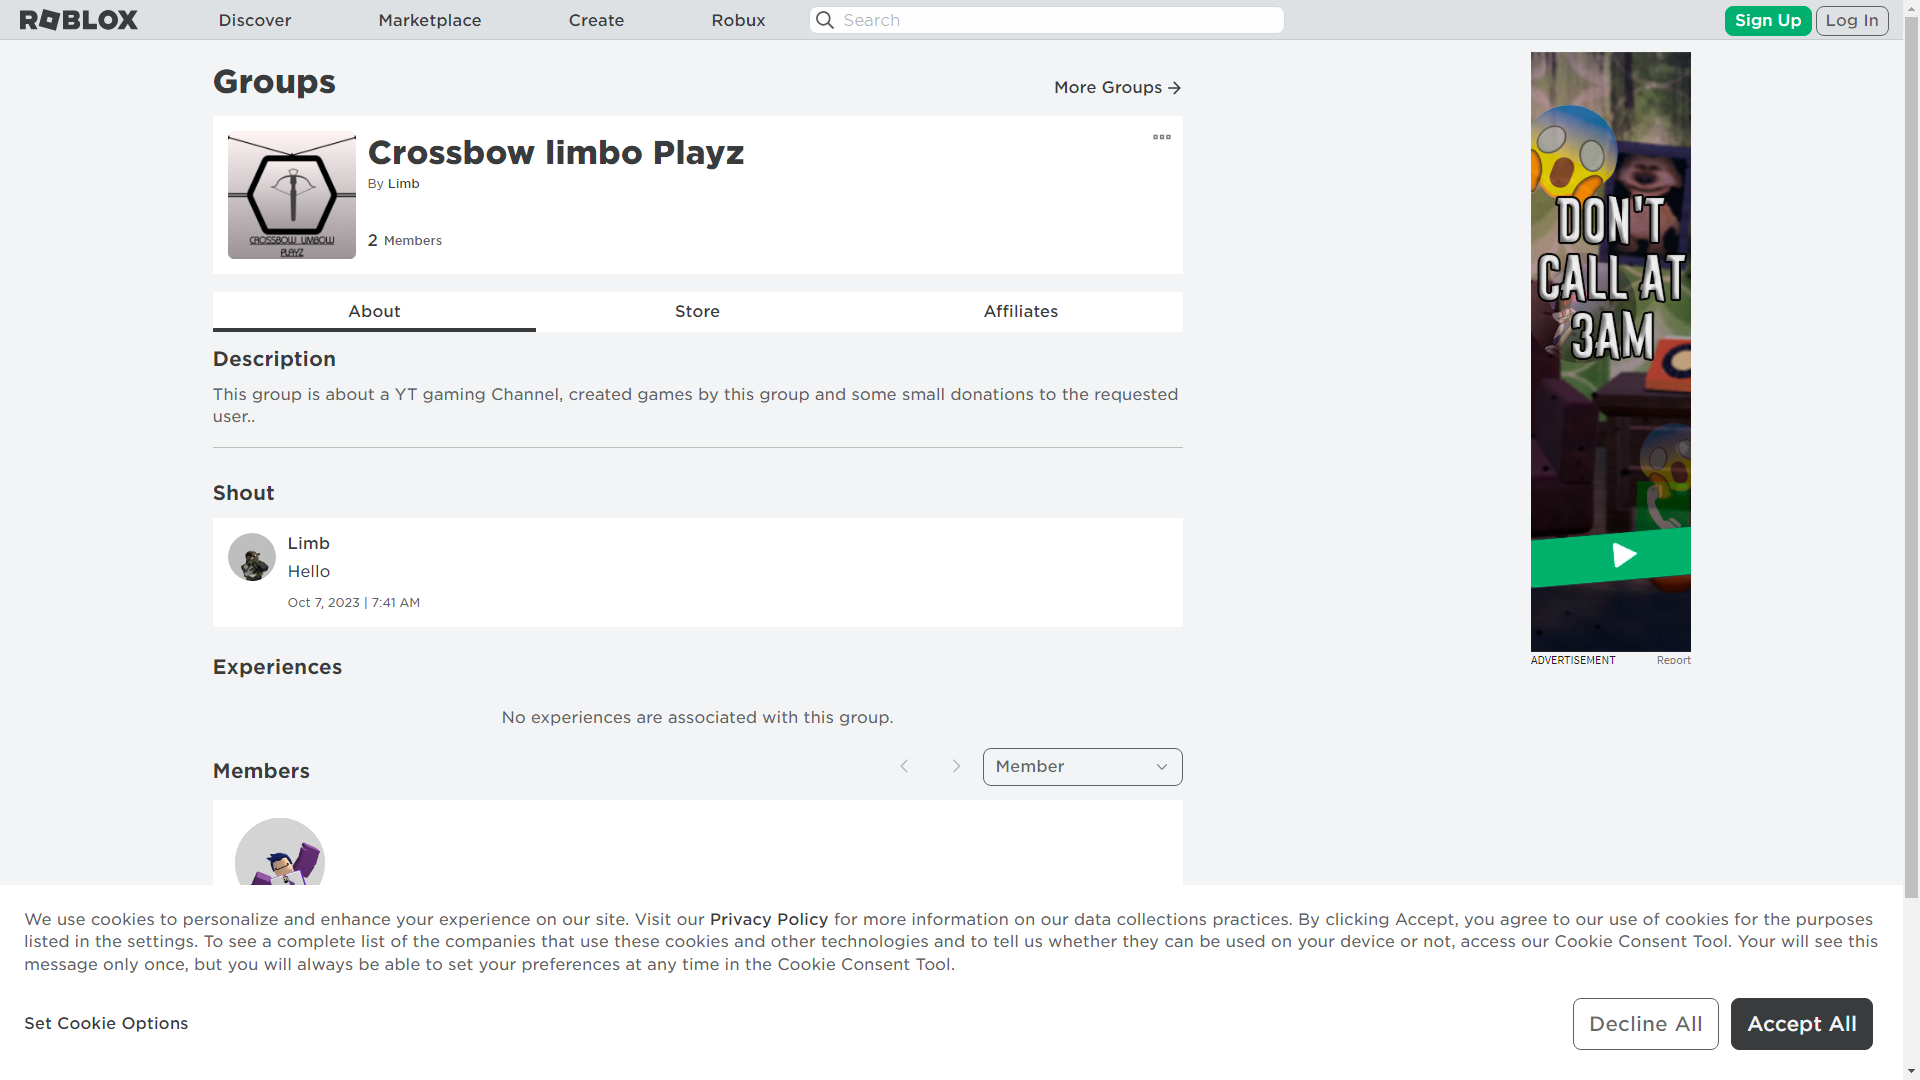 ROBLOX
Discover
Marketplace
Create
Robux
Search
Sign Up
Log In
Groups
More Groups
Crossbow limbo Playz
By Limb
2 Members
CROSSBOW LIMBOW
PLAYZ
About
Store
Affiliates
Description
This group is about a YT gaming Channel, created games by this group and some small donations to the requested
user..
Shout
Limb
Hello
Oct 7, 2023 | 7:41 AM
Experiences
No experiences are associated with this group.
Members
Member
DON'T
CALL AT
3AM
ADVERTISEMENT
Report
We use cookies to personalize and enhance your experience on our site. Visit our Privacy Policy for more information on our data collections practices. By clicking Accept, you agree to our use of cookies for the purposes
listed in the settings. To see a complete list of the companies that use these cookies and other technologies and to tell us whether they can be used on your device or not, access our Cookie Consent Tool. Your will see this
message only once, but you will always be able to set your preferences at any time in the Cookie Consent Tool.
Set Cookie Options
Decline All
Accept All